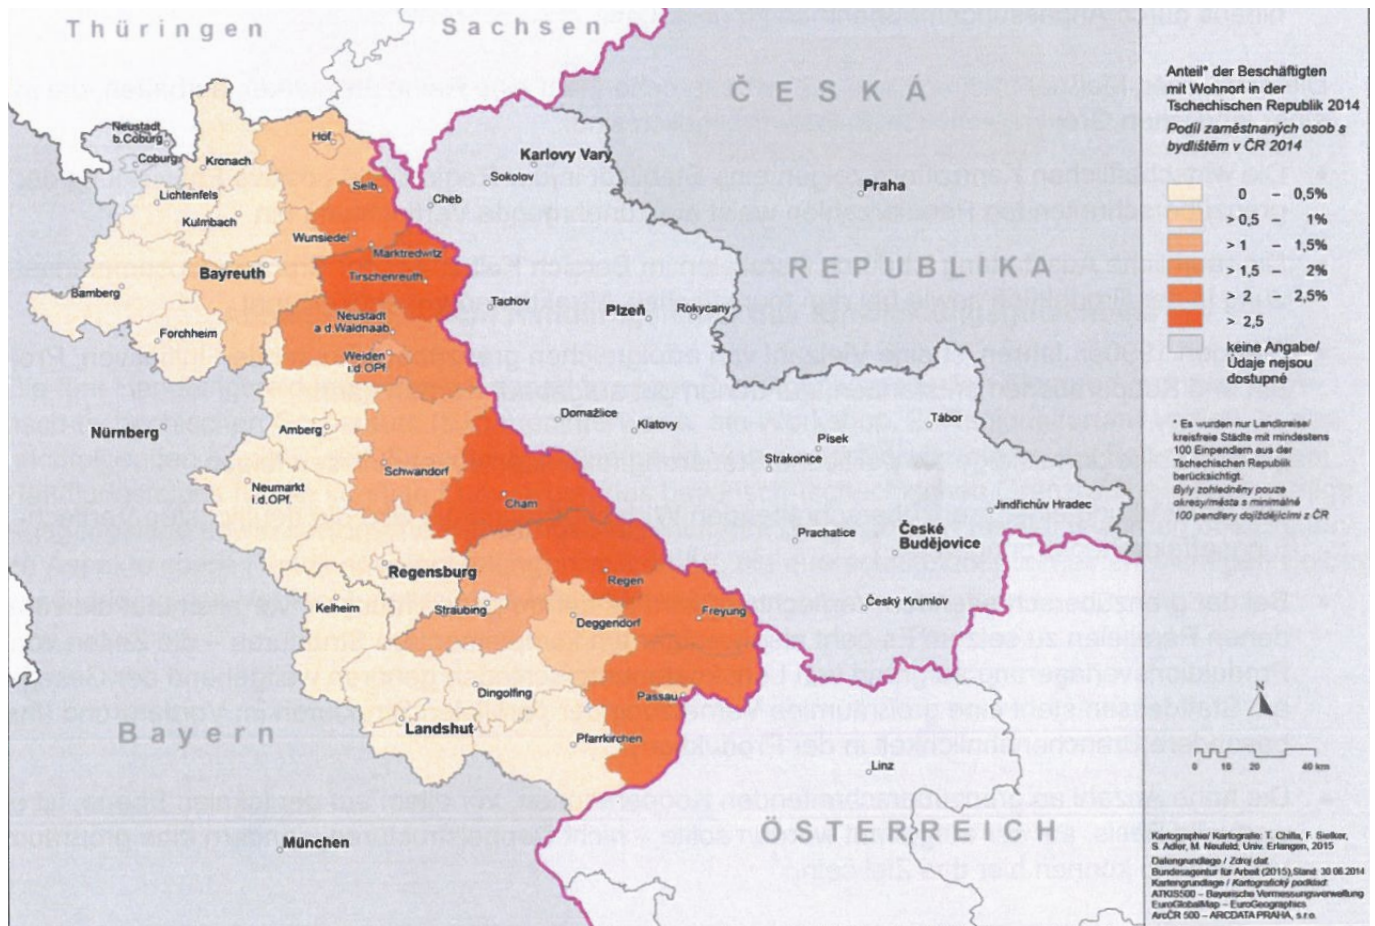 Thüringen
Sachsen
ČESKÁ
REPUBLIKA
Bayern
ÖSTERREICH
Neustadt
b.Coburg
Coburg
Kronach
Hof
Lichtenfels
Kulmbach
Selb
Wunsiedel
Marktredwitz
Bayreuth
Tirschenreuth
Bamberg
Forchheim
Neustadt
a.d.Waldnaab
Weiden
i.d.OPf.
Nürnberg
Amberg
Schwandorf
Neumarkt
i.d.OPf.
Cham
Regensburg
Regen
Kelheim
Straubing
Deggendorf
Freyung
Dingolfing
Passau
Landshut
Pfarrkirchen
München
Karlovy Vary
Sokolov
Cheb
Praha
Tachov
Plzeň
Rokycany
Domažlice
Klatovy
Tábor
Písek
Strakonice
Jindřichův Hradec
Prachatice
České
Budějovice
Český Krumlov
Linz
Anteil* der Beschäftigten
mit Wohnort in der
Tschechischen Republik 2014
Podíl zaměstnaných osob s
bydlištěm v ČR 2014
0 – 0,5%
> 0,5 – 1%
> 1 – 1,5%
> 1,5 – 2%
> 2 – 2,5%
> 2,5
keine Angabe/
Údaje nejsou
dostupné
* Es wurden nur Landkreise/
kreisfreie Städte mit mindestens
100 Einpendern aus der
Tschechischen Republik
berücksichtigt.
Byly zohledněny pouze
okresy/města s minimálně
100 pendlery dojíždějícími z ČR
N
0 10 20 40 km
Kartographie/ Kartografie: T. Chilla, F. Sielker,
S. Adler, M. Neufeld, Univ. Erlangen, 2015
Datengrundlage / Zdroj dat:
Bundesagentur für Arbeit (2015),Stand: 30.06.2014
Kartengrundlage / Kartografický podklad:
ATKIS500 – Bayerische Vermessungsverwaltung
EuroGlobalMap – EuroGeographics
ArcČR 500 – ARCDATA PRAHA, s.r.o.